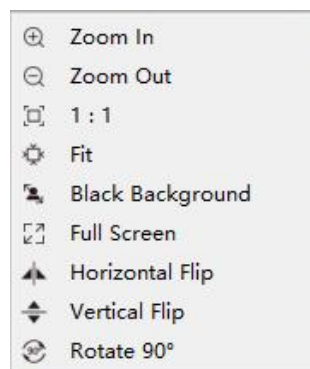 Zoom In
Zoom Out
1 : 1
Fit
Black Background
Full Screen
Horizontal Flip
Vertical Flip
Rotate 90°